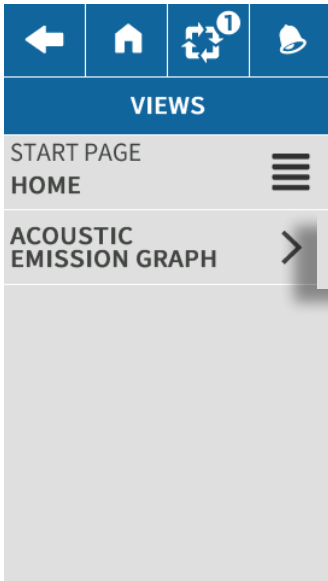 1
VIEWS
START PAGE
HOME
ACOUSTIC
EMISSION GRAPH